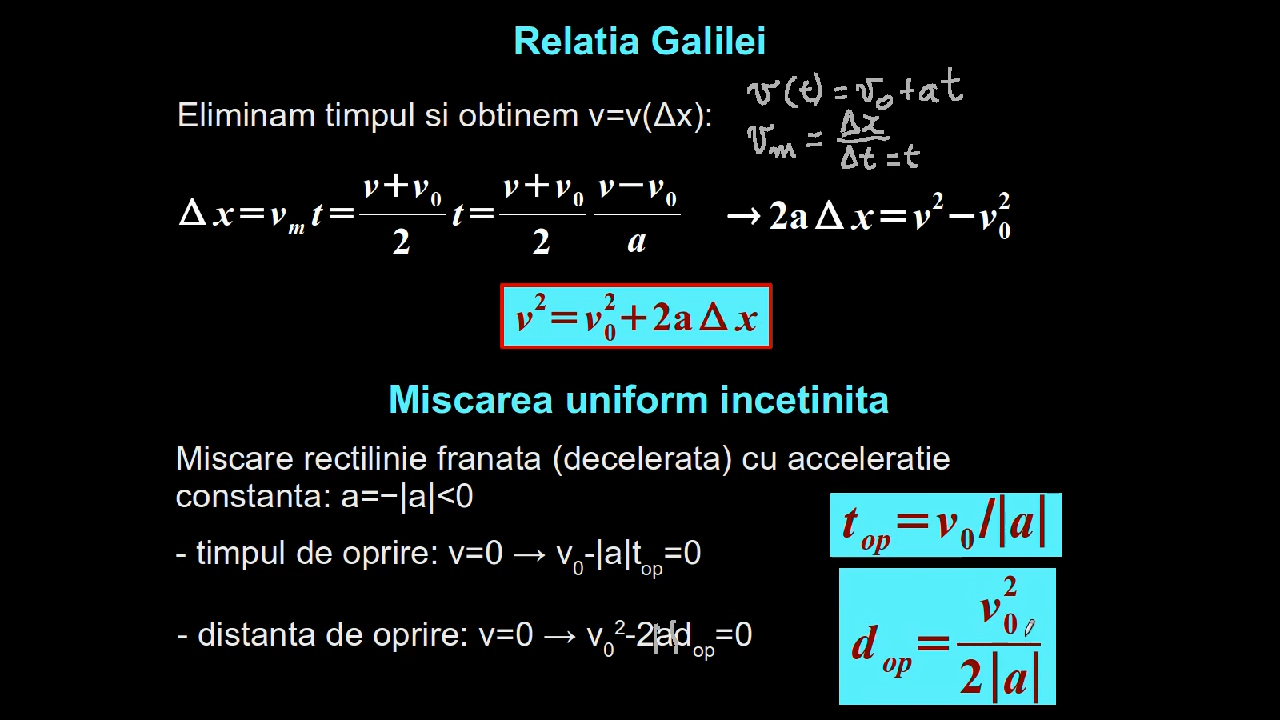 Relatia Galilei
Eliminam timpul si obtinem v=v(Δx):
v(t) = v₀ + at
vₘ = Δx / Δt = t
Δx = vₘ t = (v+v₀)/2 t = (v+v₀)/2 (v−v₀)/a → 2aΔx = v² − v₀²
v² = v₀² + 2aΔx
Miscarea uniform incetinita
Miscare rectilinie franata (decelerata) cu acceleratie
constanta: a=−|a|<0
- timpul de oprire: v=0 → v₀-|a|tₒₚ=0
tₒₚ = v₀/|a|
- distanta de oprire: v=0 → v₀²-2|a|dₒₚ=0
dₒₚ = v₀² / 2|a|